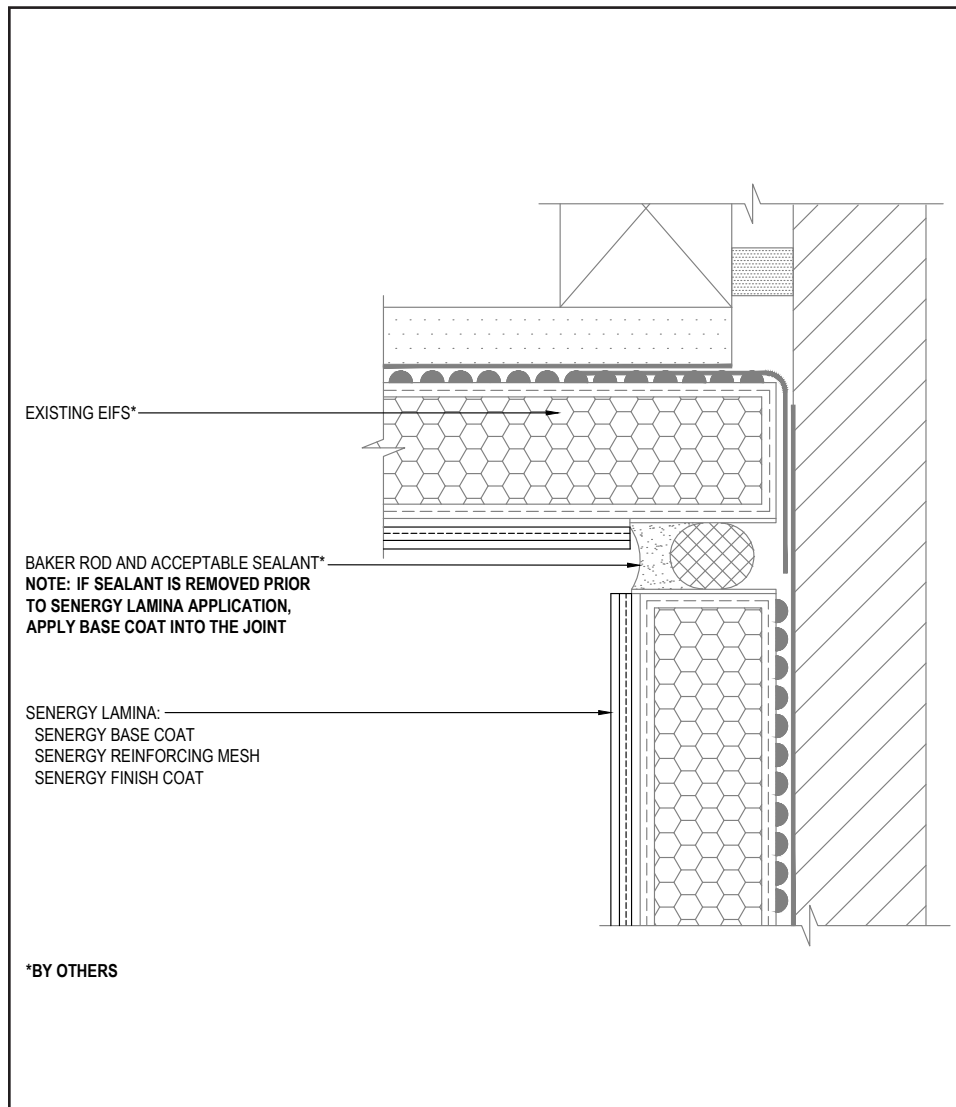 EXISTING EIFS*
BAKER ROD AND ACCEPTABLE SEALANT*
NOTE: IF SEALANT IS REMOVED PRIOR
TO SENERGY LAMINA APPLICATION,
APPLY BASE COAT INTO THE JOINT
SENERGY LAMINA:
SENERGY BASE COAT
SENERGY REINFORCING MESH
SENERGY FINISH COAT
*BY OTHERS